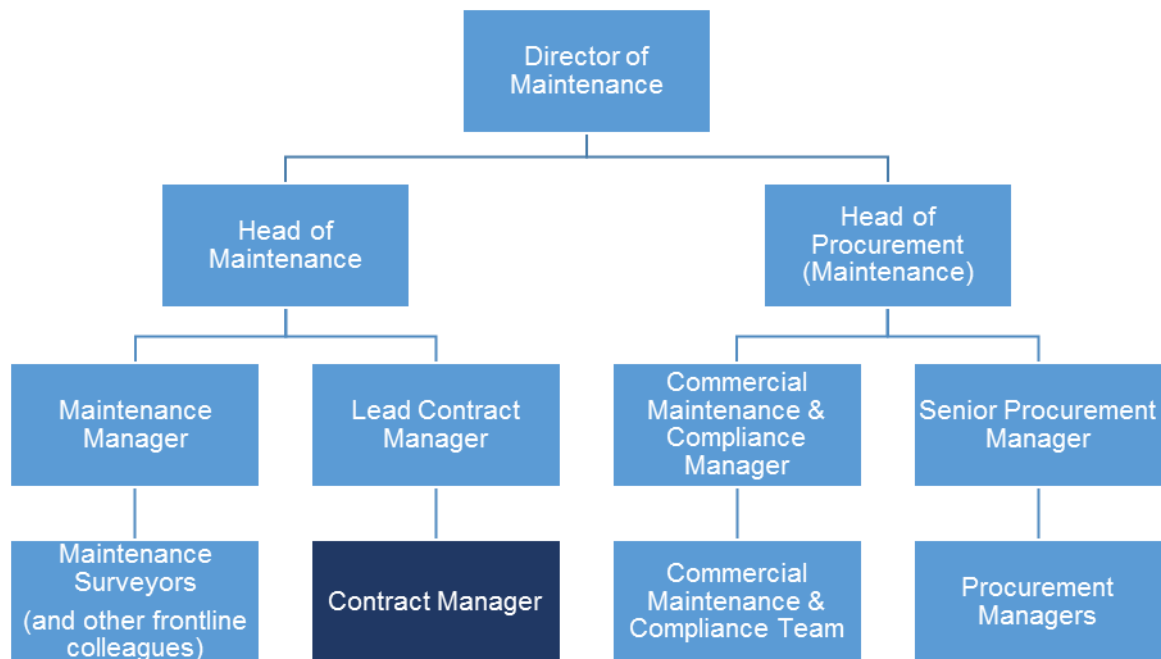 Director of
Maintenance
Head of
Maintenance
Head of
Procurement
(Maintenance)
Maintenance
Manager
Lead Contract
Manager
Commercial
Maintenance &
Compliance
Manager
Senior Procurement
Manager
Maintenance
Surveyors
(and other frontline
colleagues)
Contract Manager
Commercial
Maintenance &
Compliance Team
Procurement
Managers